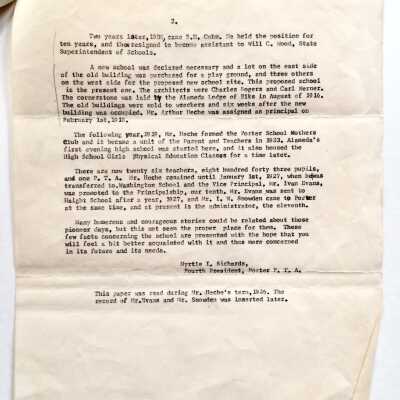 2.
Two years later, 1908, came S.H. Cohn. He held the position for
ten years, and then resigned to become assistant to Will C. Wood, State
Superintendent of Schools.
A new school was declared necessary and a lot on the east side
of the old building was purchased for a play ground, and three others
on the west side for the proposed new school. This proposed school
is the present one. The architects were Charles Rogers and Carl Werner.
The cornerstone was laid by the Alameda Lodge of Elks in August of 1916.
The old buildings were sold to wreckers and six weeks after the new
building was occupied, Mr. Arthur Heche was assigned as principal on
February 1st, 1918.
The following year, 1919, Mr. Heche formed the Porter School Mothers
Club and it became a unit of the Parent and Teachers in 1923, Alameda's
first evening high school was started here, and it also housed the
High School Girls Physical Education Classes for a time later.
There are now twenty six teachers, eight hundred forty three pupils,
and one P.T.A. Mr. Heche remained until january 1st, 1927, when he was
transferred to Washington School and the Vice Principal, Mr. Ivan Evans,
was promoted to the Principalship, our tenth. Mr. Evans was sent to
Haight School after a year, 1927, and Mr. E. W. Snowden came to Porter
at the same time, and at present is the administrator, the eleventh.
Many humerous and courageous stories could be related about those
pioneer days, but this not seem the proper place for them. These
few facts concerning the school are presented with the hope that you
will feel a bit better acquainted with it and thus more concerned
in its future and its needs.
Myrtle I. Richards,
Fourth President, Porter P. T. A.
This paper was read during Mr. Heche's term, 1926. The
record of Mr. Evans and Mr. Snowden was inserted later.